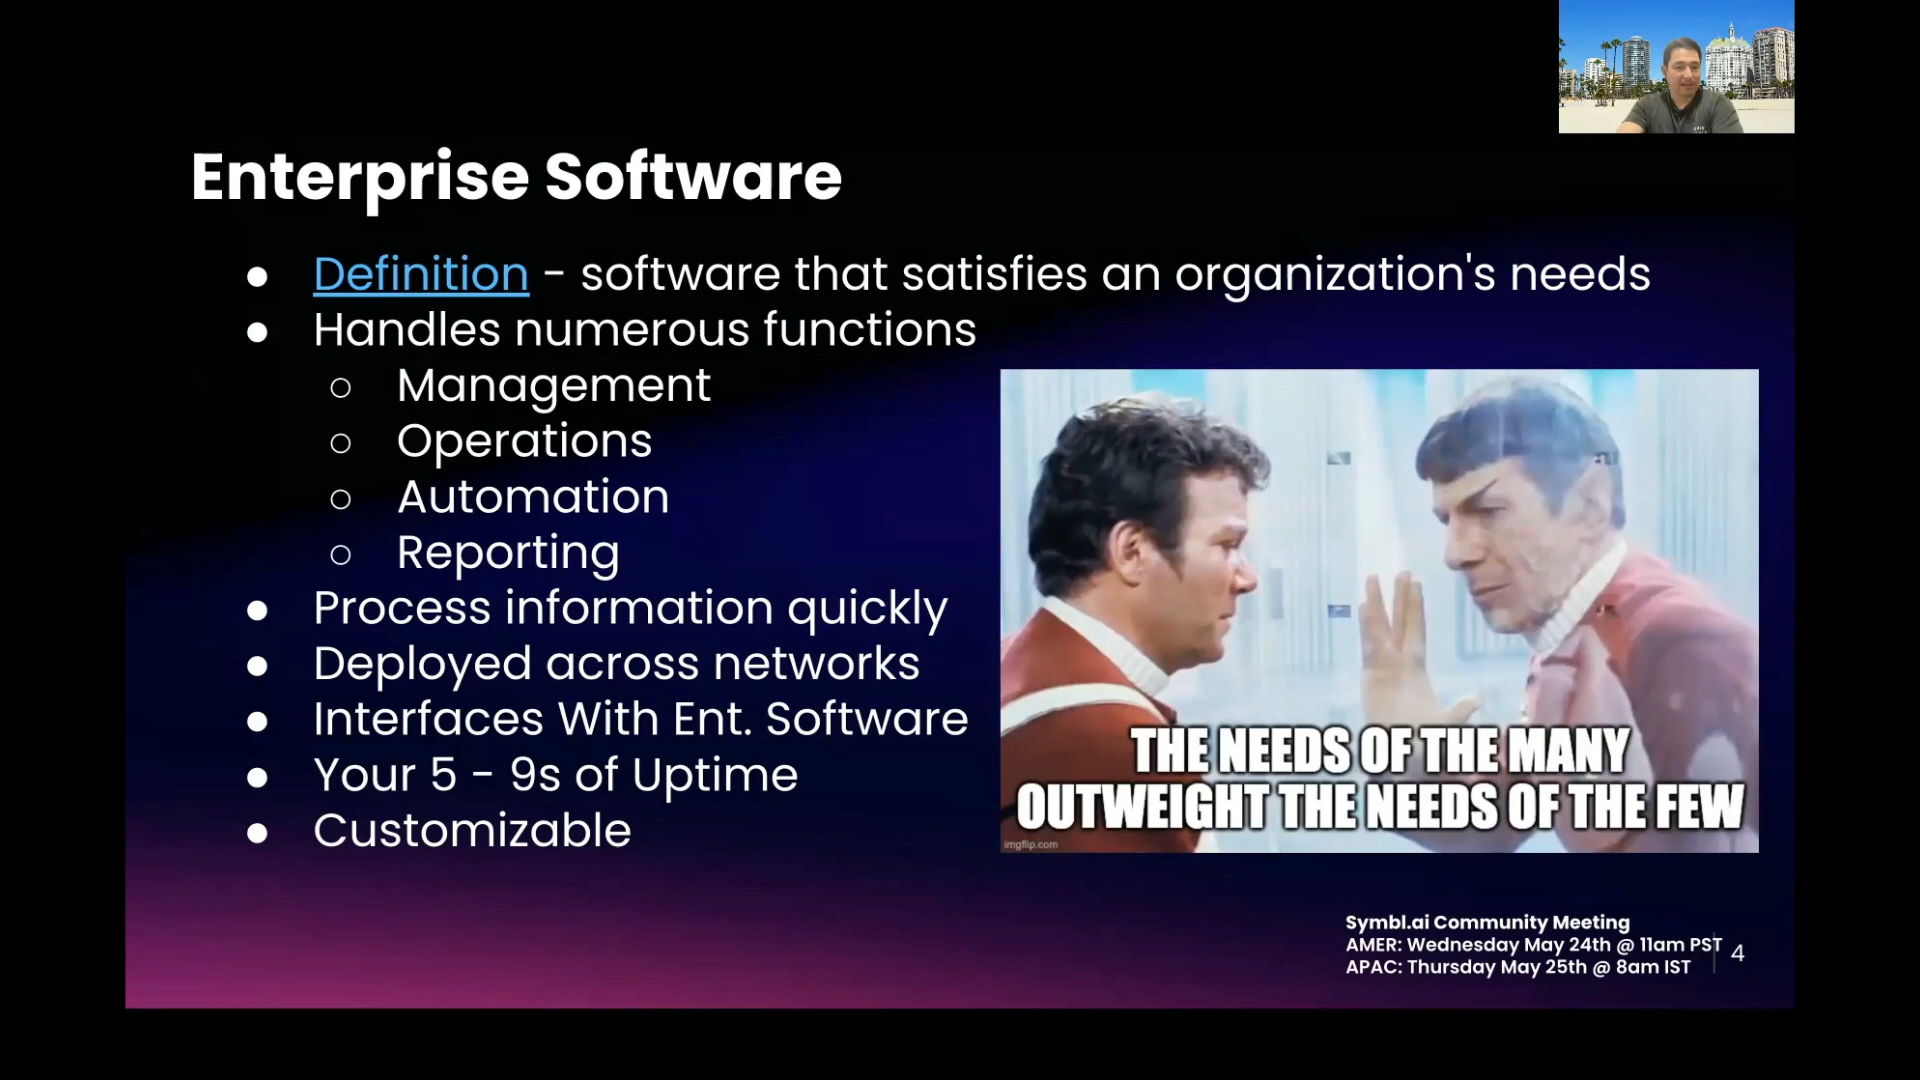 Enterprise Software
● Definition - software that satisfies an organization's needs
● Handles numerous functions
○ Management
○ Operations
○ Automation
○ Reporting
● Process information quickly
● Deployed across networks
● Interfaces With Ent. Software
● Your 5 - 9s of Uptime
● Customizable
THE NEEDS OF THE MANY
OUTWEIGHT THE NEEDS OF THE FEW
imgflip.com
Symbl.ai Community Meeting
AMER: Wednesday May 24th @ 11am PST
APAC: Thursday May 25th @ 8am IST
4